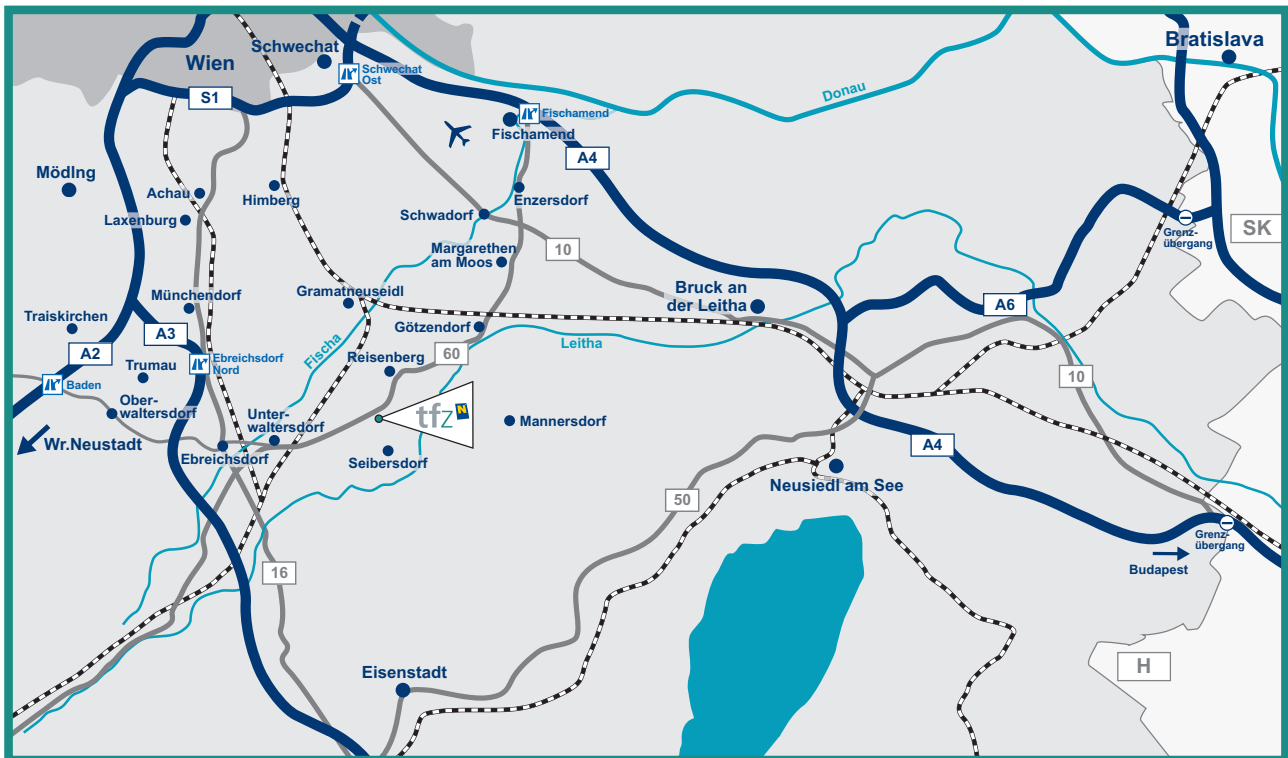 Bratislava
Schwechat
Wien
Schwechat
Ost
Donau
S1
Fischamend
Fischamend
A4
Mödlng
Achau
Himberg
Enzersdorf
Laxenburg
Schwadorf
Grenz-
übergang
SK
Margarethen
am Moos
10
Bruck an
der Leitha
Münchendorf
Gramatneuseidl
A6
Traiskirchen
Götzendorf
A3
Fischa
Leitha
A2
Ebreichsdorf
Nord
Reisenberg
60
Trumau
10
Baden
Ober-
waltersdorf
Unter-
waltersdorf
tfz
N
Mannersdorf
Wr.Neustadt
Ebreichsdorf
Seibersdorf
A4
Neusiedl am See
50
Grenz-
übergang
Budapest
16
Eisenstadt
H